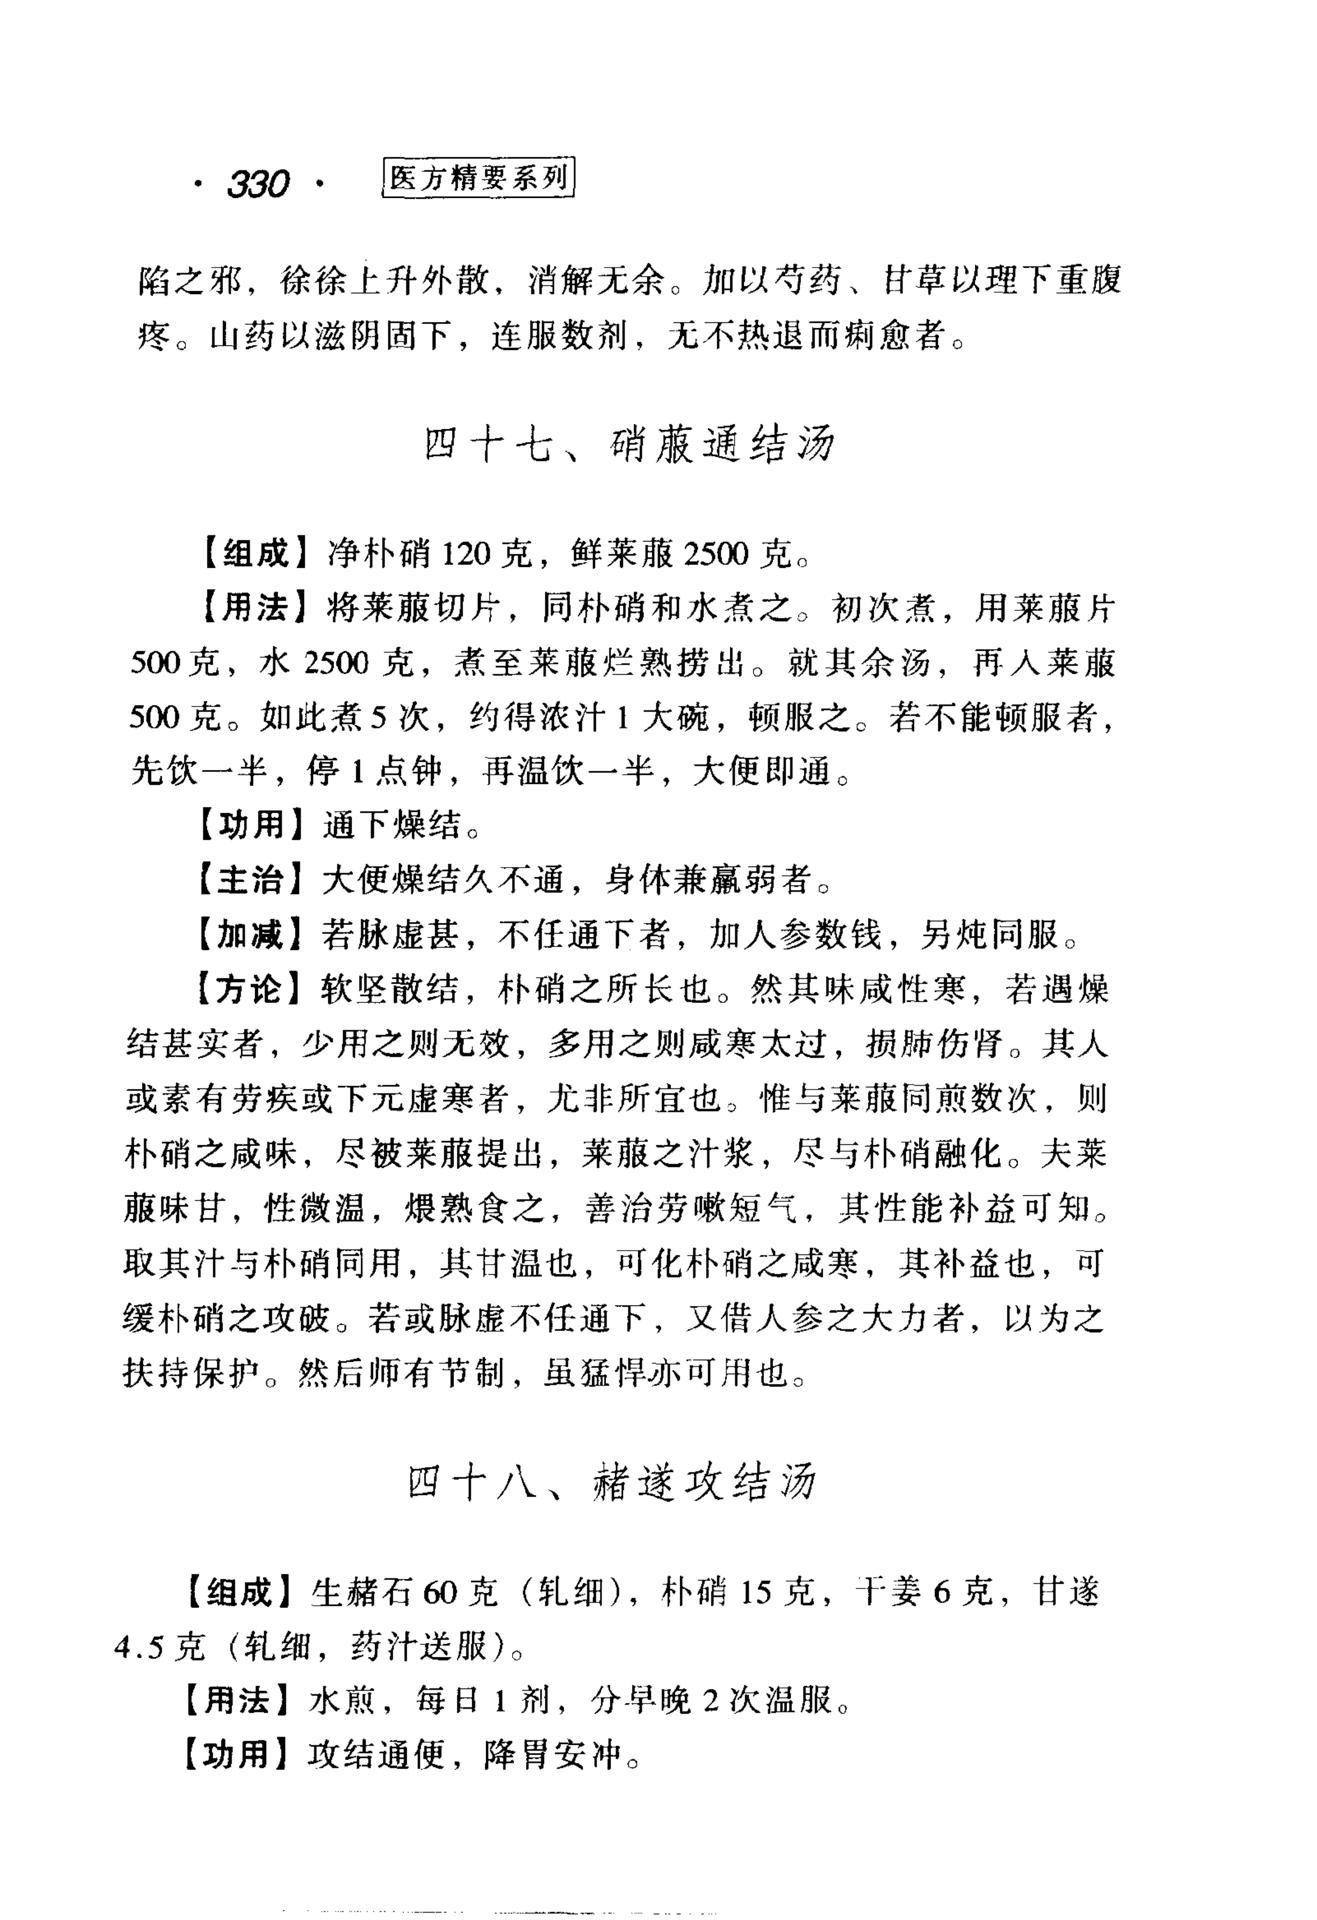 · 330 · 医方精要系列
陷之邪，徐徐上升外散，消解无余。加以芍药、甘草以理下重腹
疼。山药以滋阴固下，连服数剂，无不热退而痢愈者。
四十七、硝菔通结汤
【组成】净朴硝 120 克，鲜莱菔 2500 克。
【用法】将莱菔切片，同朴硝和水煮之。初次煮，用莱菔片
500 克，水 2500 克，煮至莱菔烂熟捞出。就其余汤，再入莱菔
500 克。如此煮 5 次，约得浓汁 1 大碗，顿服之。若不能顿服者，
先饮一半，停 1 点钟，再温饮一半，大便即通。
【功用】通下燥结。
【主治】大便燥结久不通，身体兼羸弱者。
【加减】若脉虚甚，不任通下者，加人参数钱，另炖同服。
【方论】软坚散结，朴硝之所长也。然其味咸性寒，若遇燥
结甚实者，少用之则无效，多用之则咸寒太过，损肺伤肾。其人
或素有劳疾或下元虚寒者，尤非所宜也。惟与莱菔同煎数次，则
朴硝之咸味，尽被莱菔提出，莱菔之汁浆，尽与朴硝融化。夫莱
菔味甘，性微温，煨熟食之，善治劳嗽短气，其性能补益可知。
取其汁与朴硝同用，其甘温也，可化朴硝之咸寒，其补益也，可
缓朴硝之攻破。若或脉虚不任通下，又借人参之大力者，以为之
扶持保护。然后师有节制，虽猛悍亦可用也。
四十八、赭遂攻结汤
【组成】生赭石 60 克（轧细），朴硝 15 克，干姜 6 克，甘遂
4.5 克（轧细，药汁送服）。
【用法】水煎，每日 1 剂，分早晚 2 次温服。
【功用】攻结通便，降胃安冲。